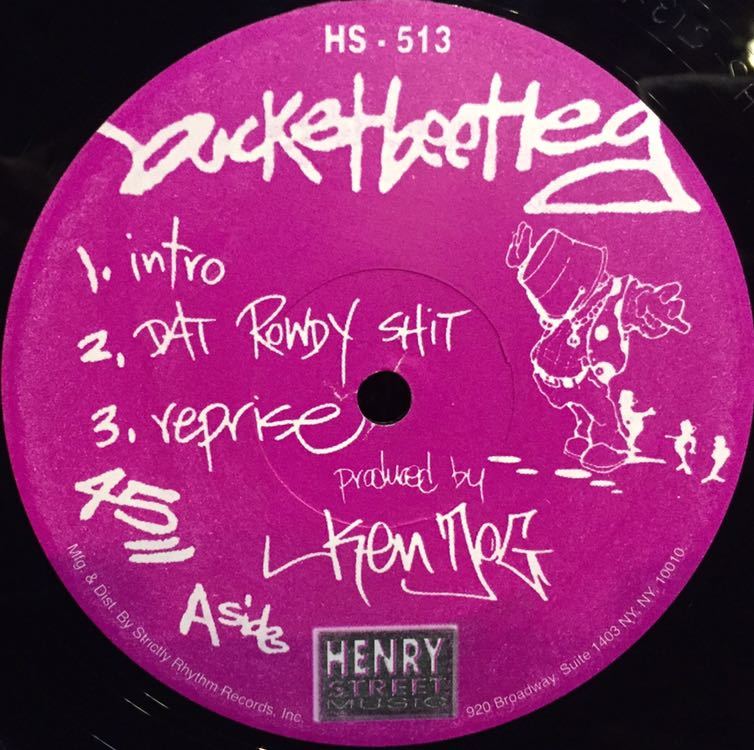 HS - 513
bucketbootleg
1. intro
2. DAT ROWDY SHIT
3. reprise
produced by
Ken
45
A side
HENRY
STREET
MUSIC
Mfg. & Dist. By Strictly Rhythm Records, Inc.
920 Broadway, Suite 1403 NY, NY, 10010.